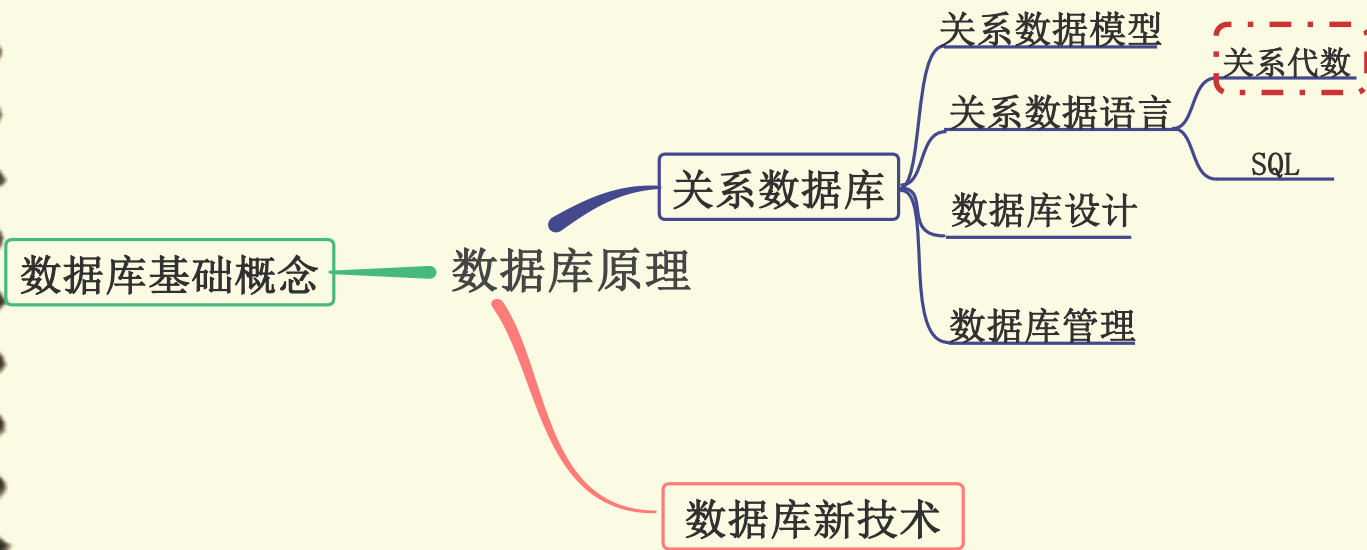 关系数据模型
关系代数
关系数据语言
SQL
关系数据库
数据库设计
数据库基础概念
数据库原理
数据库管理
数据库新技术